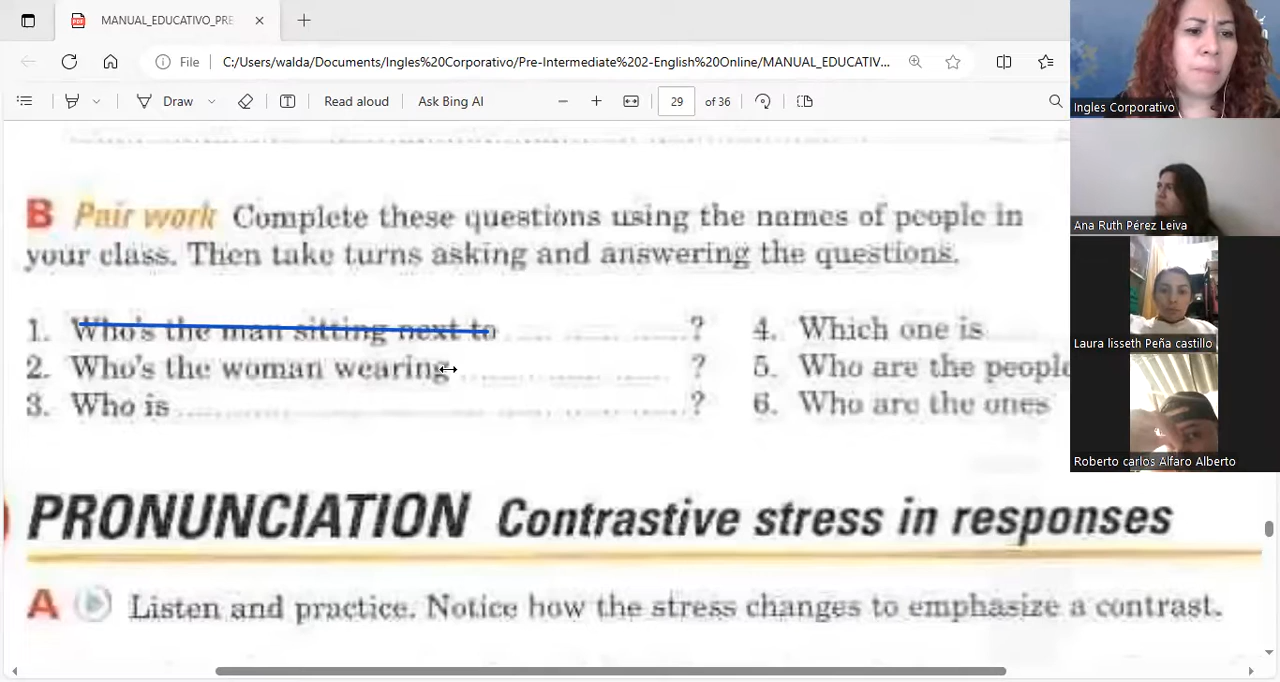 MANUAL_EDUCATIVO_PRE
File
C:/Users/walda/Documents/Ingles%20Corporativo/Pre-Intermediate%202-English%20Online/MANUAL_EDUCATIV...
Draw
Read aloud
Ask Bing AI
29
of 36
B Pair work Complete these questions using the names of people in
your class. Then take turns asking and answering the questions.
1. Who's the man sitting next to ?
2. Who's the woman wearing ?
3. Who is ?
4. Which one is
5. Who are the people
6. Who are the ones
PRONUNCIATION Contrastive stress in responses
A Listen and practice. Notice how the stress changes to emphasize a contrast.
Ingles Corporativo
Ana Ruth Pérez Leiva
Laura lisseth Peña castillo
Roberto carlos Alfaro Alberto